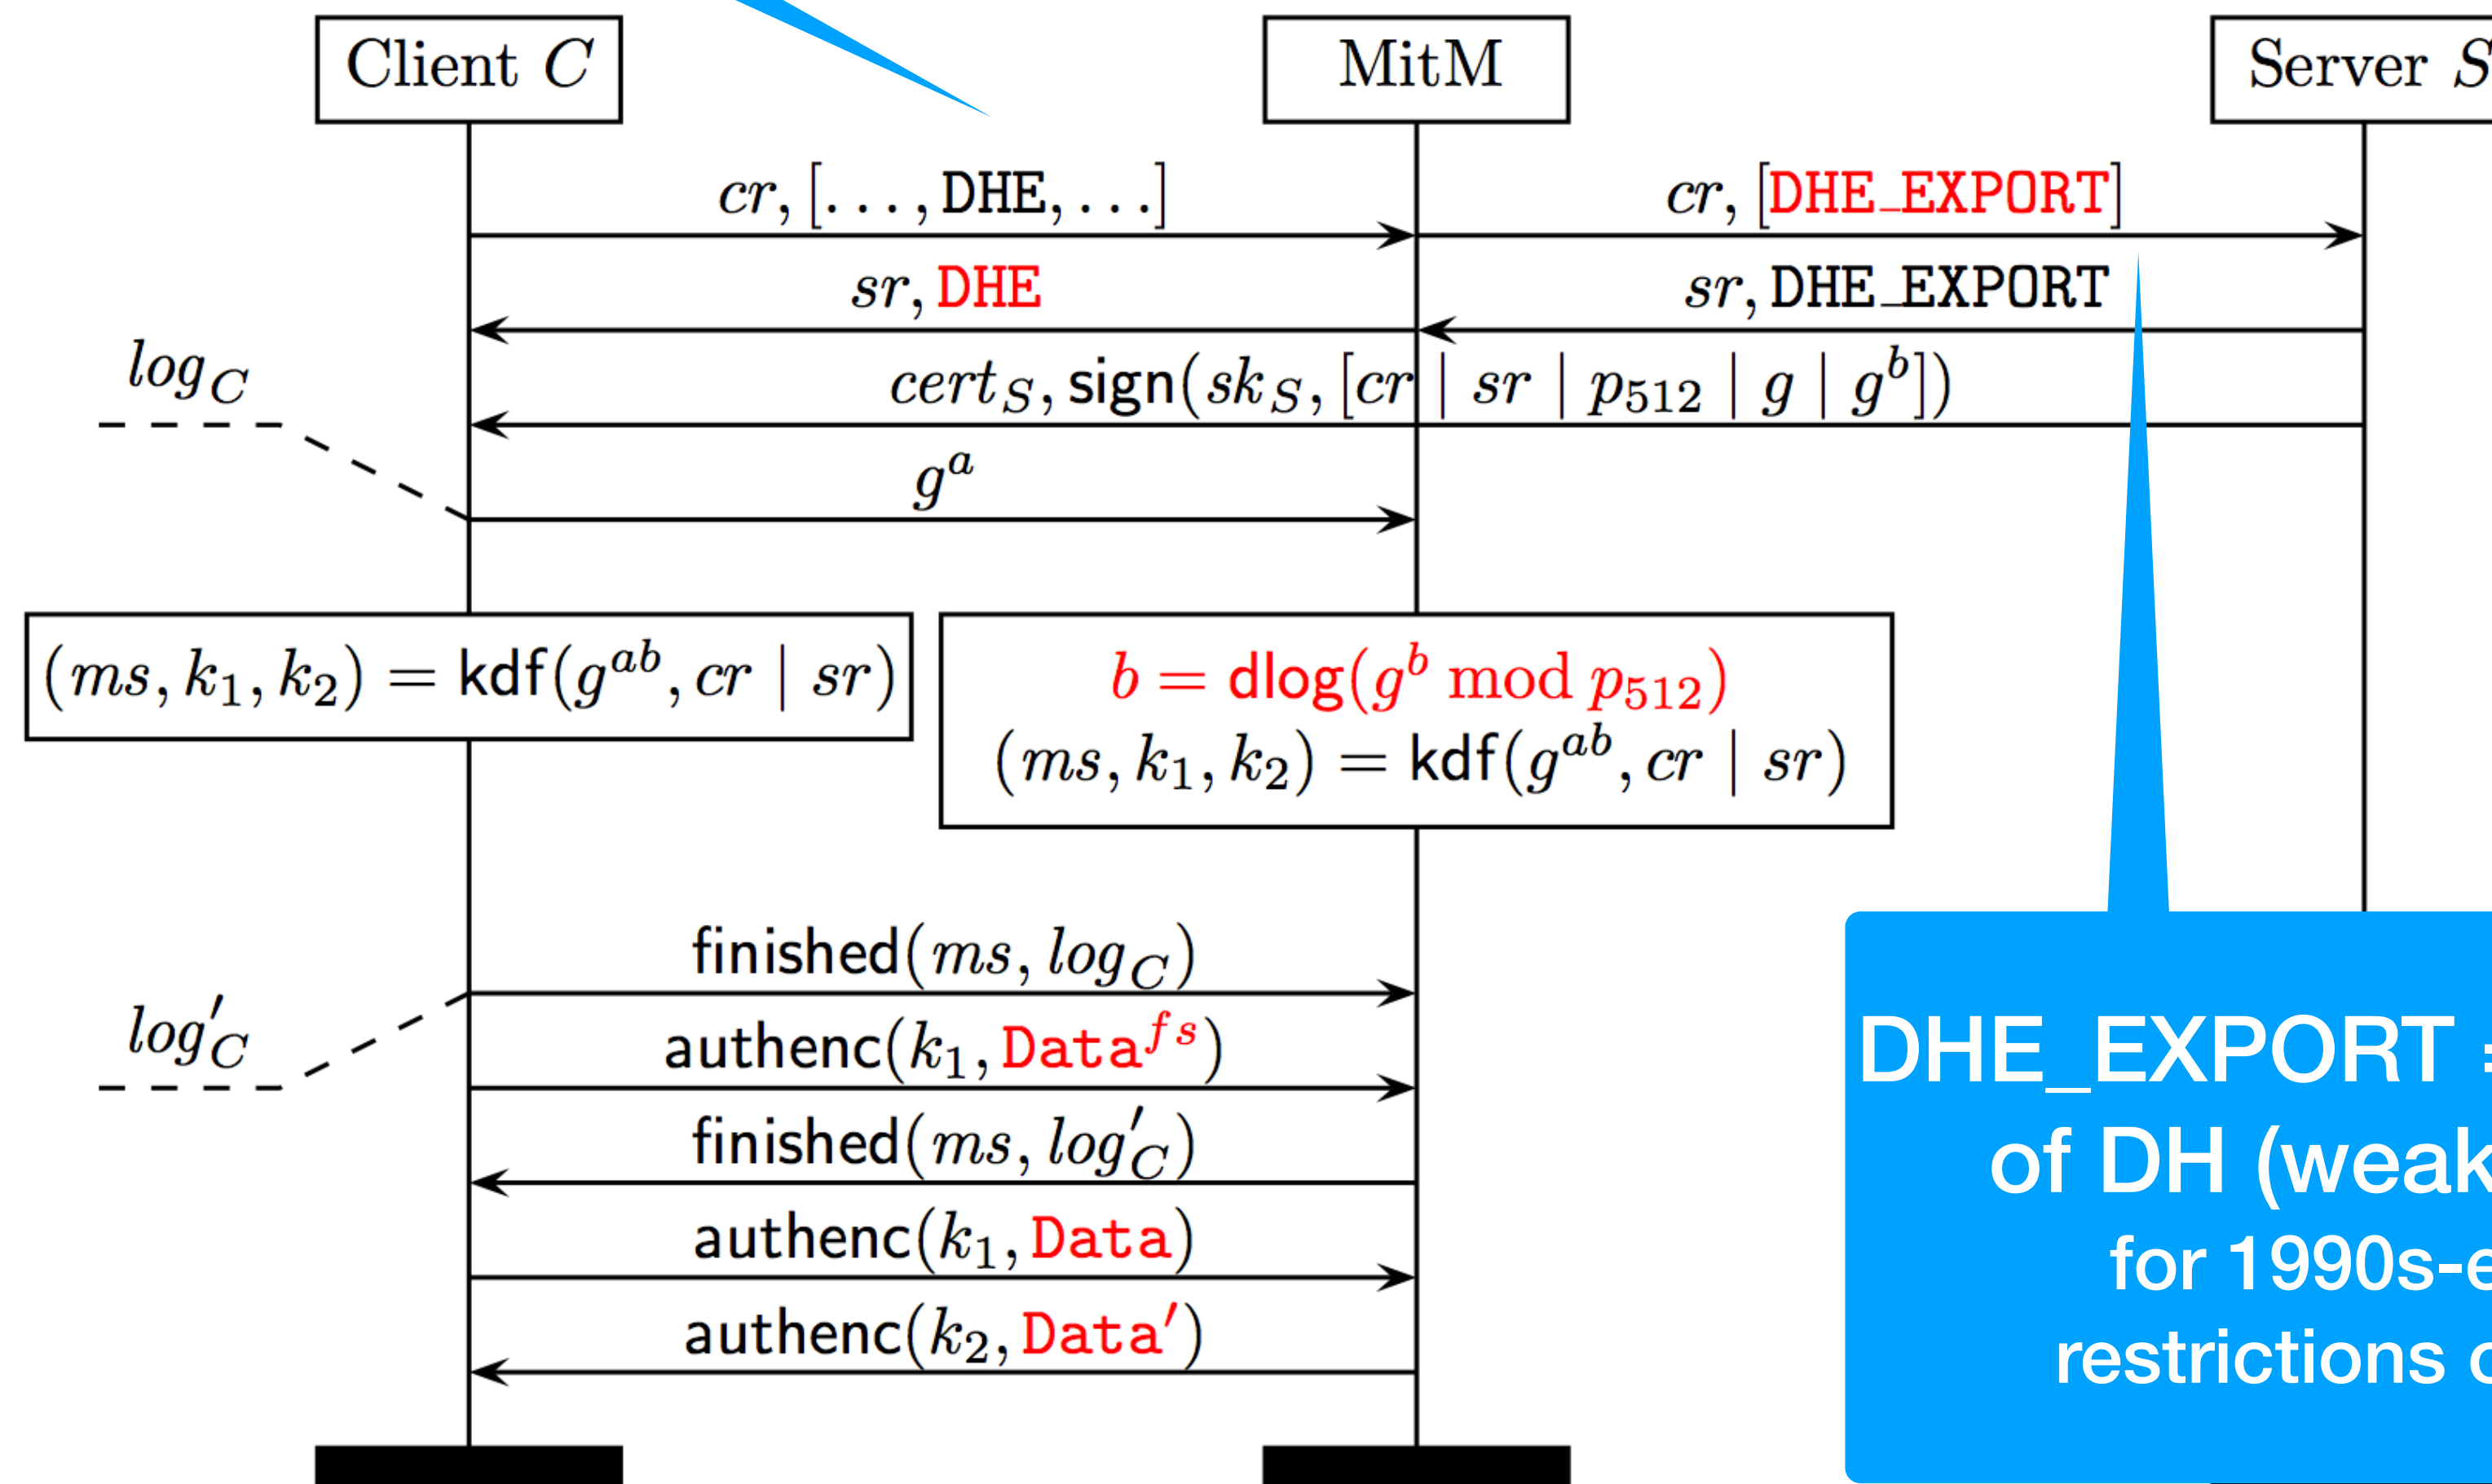 Client C
MitM
Server S
cr, [..., DHE, ...]
cr, [DHE_EXPORT]
sr, DHE
sr, DHE_EXPORT
log_C
cert_S, sign(sk_S, [cr | sr | p_512 | g | g^b])
g^a
(ms, k_1, k_2) = kdf(g^ab, cr | sr)
b = dlog(g^b mod p_512)
(ms, k_1, k_2) = kdf(g^ab, cr | sr)
finished(ms, log_C)
log'_C
authenc(k_1, Data^fs)
finished(ms, log'_C)
authenc(k_1, Data)
authenc(k_2, Data')
DHE_EXPORT
of DH (weak
for 1990s-
restrictions